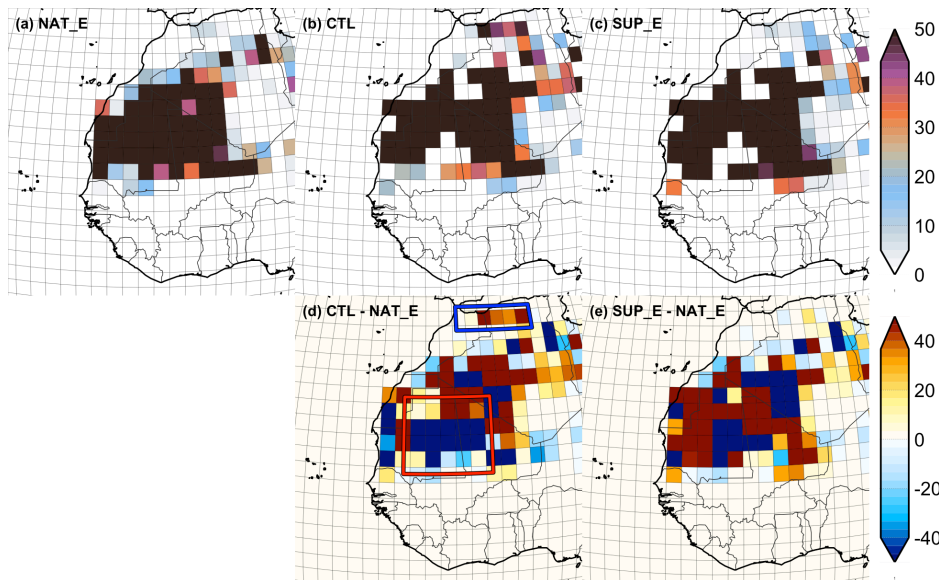 (a) NAT_E
(b) CTL
(c) SUP_E
50
40
30
20
10
0
(d) CTL - NAT_E
(e) SUP_E - NAT_E
40
20
0
-20
-40